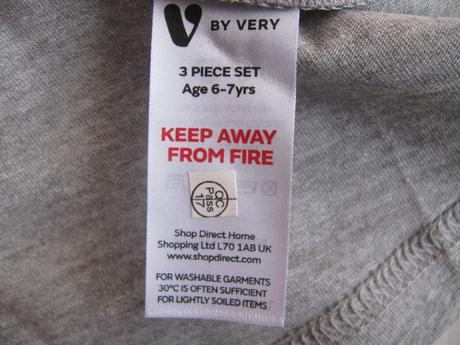 V BY VERY
3 PIECE SET
Age 6-7yrs
KEEP AWAY
FROM FIRE
QC
Pass
17
Shop Direct Home
Shopping Ltd L70 1AB UK
www.shopdirect.com
FOR WASHABLE GARMENTS
30°C IS OFTEN SUFFICIENT
FOR LIGHTLY SOILED ITEMS